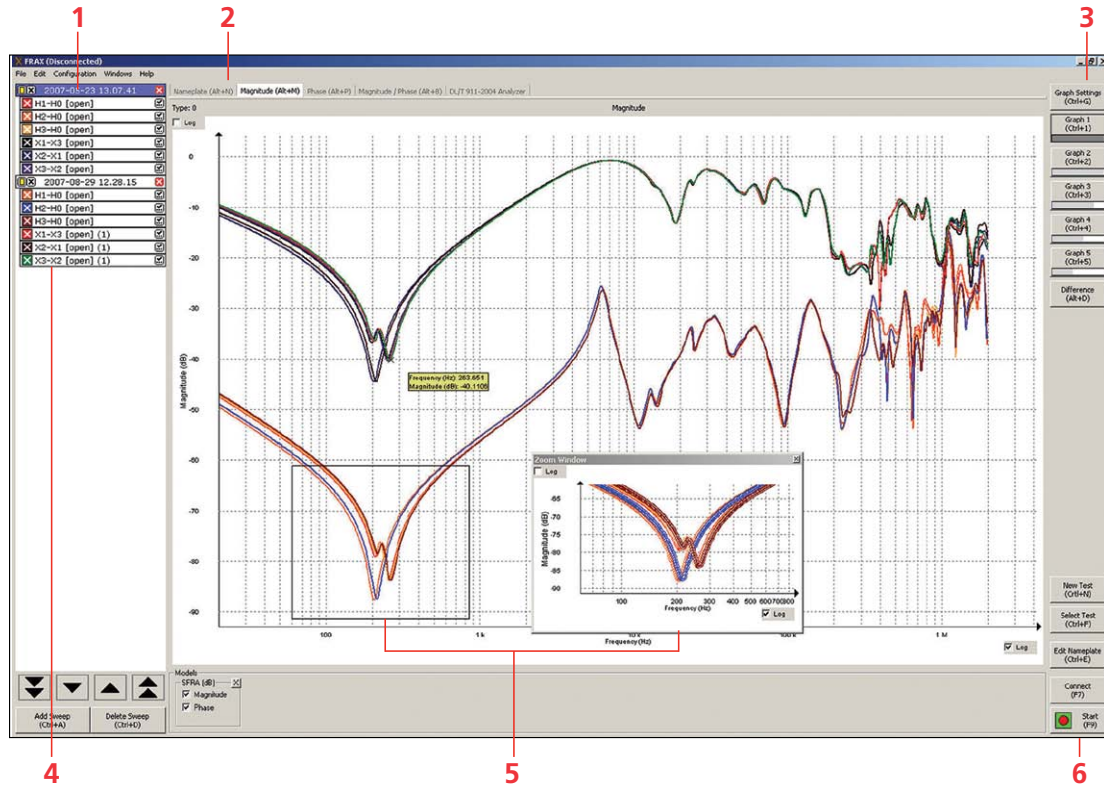 1
2
3
FRAX (Disconnected)
File Edit Configuration Windows Help
2007-08-23 13.07.41
H1-H0 [open]
H2-H0 [open]
H3-H0 [open]
X1-X3 [open]
X2-X1 [open]
X3-X2 [open]
2007-08-29 12.28.15
H1-H0 [open]
H2-H0 [open]
H3-H0 [open]
X1-X3 [open] (1)
X2-X1 [open] (1)
X3-X2 [open] (1)
Add Sweep
(Ctrl+A)
Delete Sweep
(Ctrl+D)
Nameplate (Alt+N) Magnitude (Alt+M) Phase (Alt+P) Magnitude / Phase (Alt+B) DL/T 911-2004 Analyzer
Type: 0
Magnitude
Log
Magnitude (dB)
0
-10
-20
-30
-40
-50
-60
-70
-80
-90
Frequency (Hz) 263.651
Magnitude (dB): -40.1108
Zoom Window
Log
Magnitude (dB)
-65
-70
-75
-80
-85
-90
100 200 300 400 500 600 700 800
Frequency (Hz)
Log
100 1 k 10 k 100 k 1 M
Frequency (Hz)
Log
Models
SFRA (dB)
Magnitude
Phase
Graph Settings
(Ctrl+G)
Graph 1
(Ctrl+1)
Graph 2
(Ctrl+2)
Graph 3
(Ctrl+3)
Graph 4
(Ctrl+4)
Graph 5
(Ctrl+5)
Difference
(Alt+D)
New Test
(Crtl+N)
Select Test
(Ctrl+F)
Edit Nameplate
(Ctrl+E)
Connect
(F7)
Start
(F9)
4
5
6